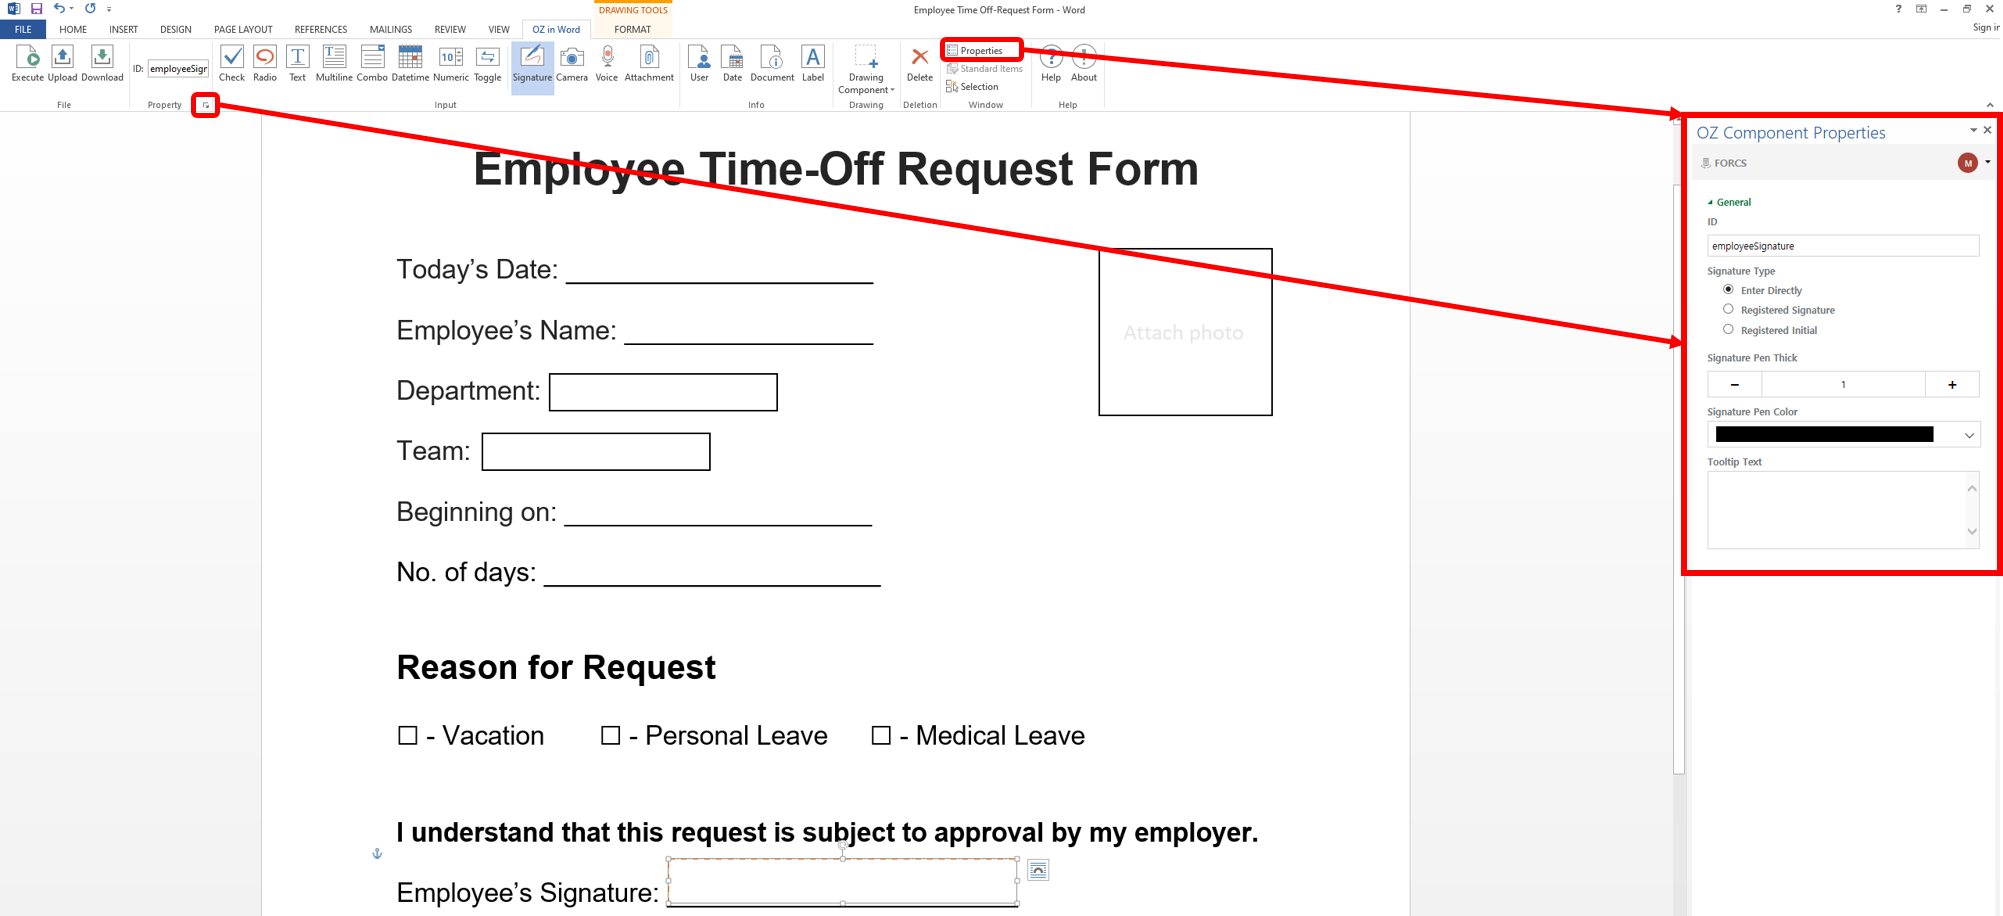 DRAWING TOOLS
Employee Time Off-Request Form - Word
?
FILE HOME INSERT DESIGN PAGE LAYOUT REFERENCES MAILINGS REVIEW VIEW OZ in Word FORMAT
Sign in
Execute Upload Download
ID: employeeSigr
Check Radio Text Multiline Combo Datetime Numeric Toggle Signature Camera Voice Attachment
10
User Date Document Label
Drawing
Component
Delete
Properties
Standard Items
Selection
Help About
File Property Input Info Drawing Deletion Window Help
Employee Time-Off Request Form
Today’s Date:
Employee’s Name:
Department:
Team:
Beginning on:
No. of days:
Attach photo
Reason for Request
☐ - Vacation ☐ - Personal Leave ☐ - Medical Leave
I understand that this request is subject to approval by my employer.
Employee’s Signature:
OZ Component Properties
FORCS
M
General
ID
employeeSignature
Signature Type
Enter Directly
Registered Signature
Registered Initial
Signature Pen Thick
− 1 +
Signature Pen Color
Tooltip Text